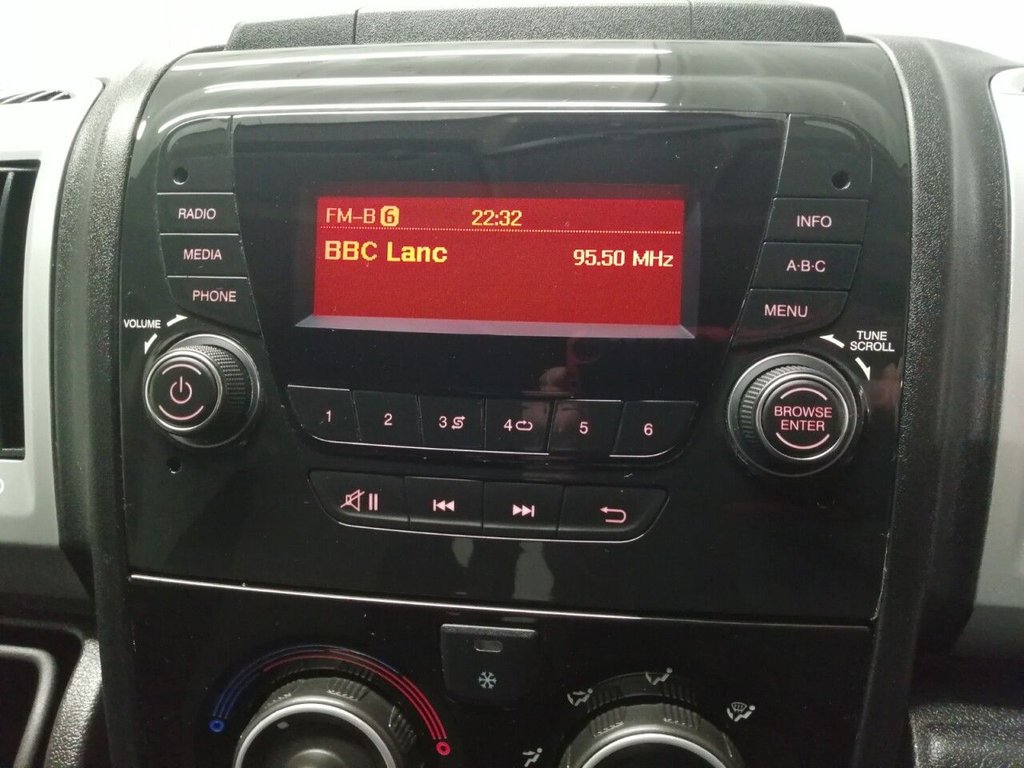 FM-B 6 22:32
BBC Lanc 95.50 MHz
RADIO
MEDIA
PHONE
VOLUME
INFO
A·B·C
MENU
TUNE
SCROLL
BROWSE
ENTER
1 2 3 4 5 6